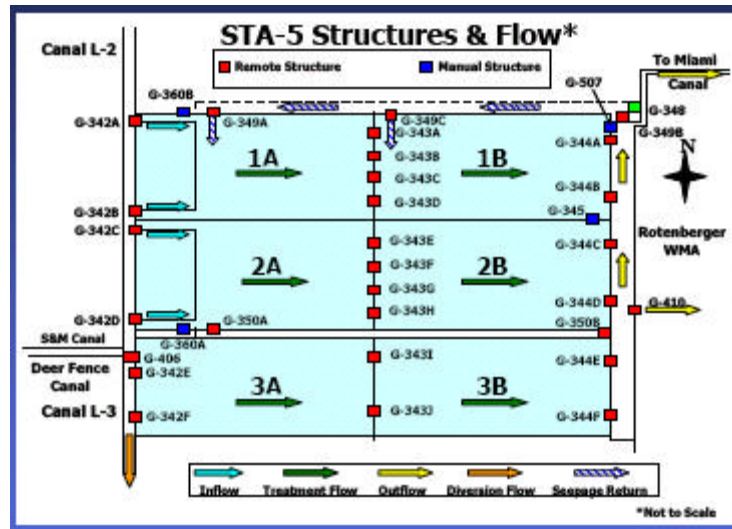 STA-5 Structures & Flow*
Canal L-2
Remote Structure
Manual Structure
To Miami
Canal
G-360B
G-507
G-342A
G-349A
G-349C
G-348
G-349B
G-343A
G-344A
1A
G-343B
1B
N
G-343C
G-344B
G-343D
G-342B
G-345
G-342C
Rotenberger
WMA
G-343E
G-344C
G-343F
2A
2B
G-343G
G-344D
G-410
G-343H
G-342D
G-350A
G-350B
S&M Canal
G-360A
G-406
G-343I
G-344E
Deer Fence
Canal
G-342E
3A
3B
Canal L-3
G-342F
G-343J
G-344F
Inflow
Treatment Flow
Outflow
Diversion Flow
Seepage Return
*Not to Scale